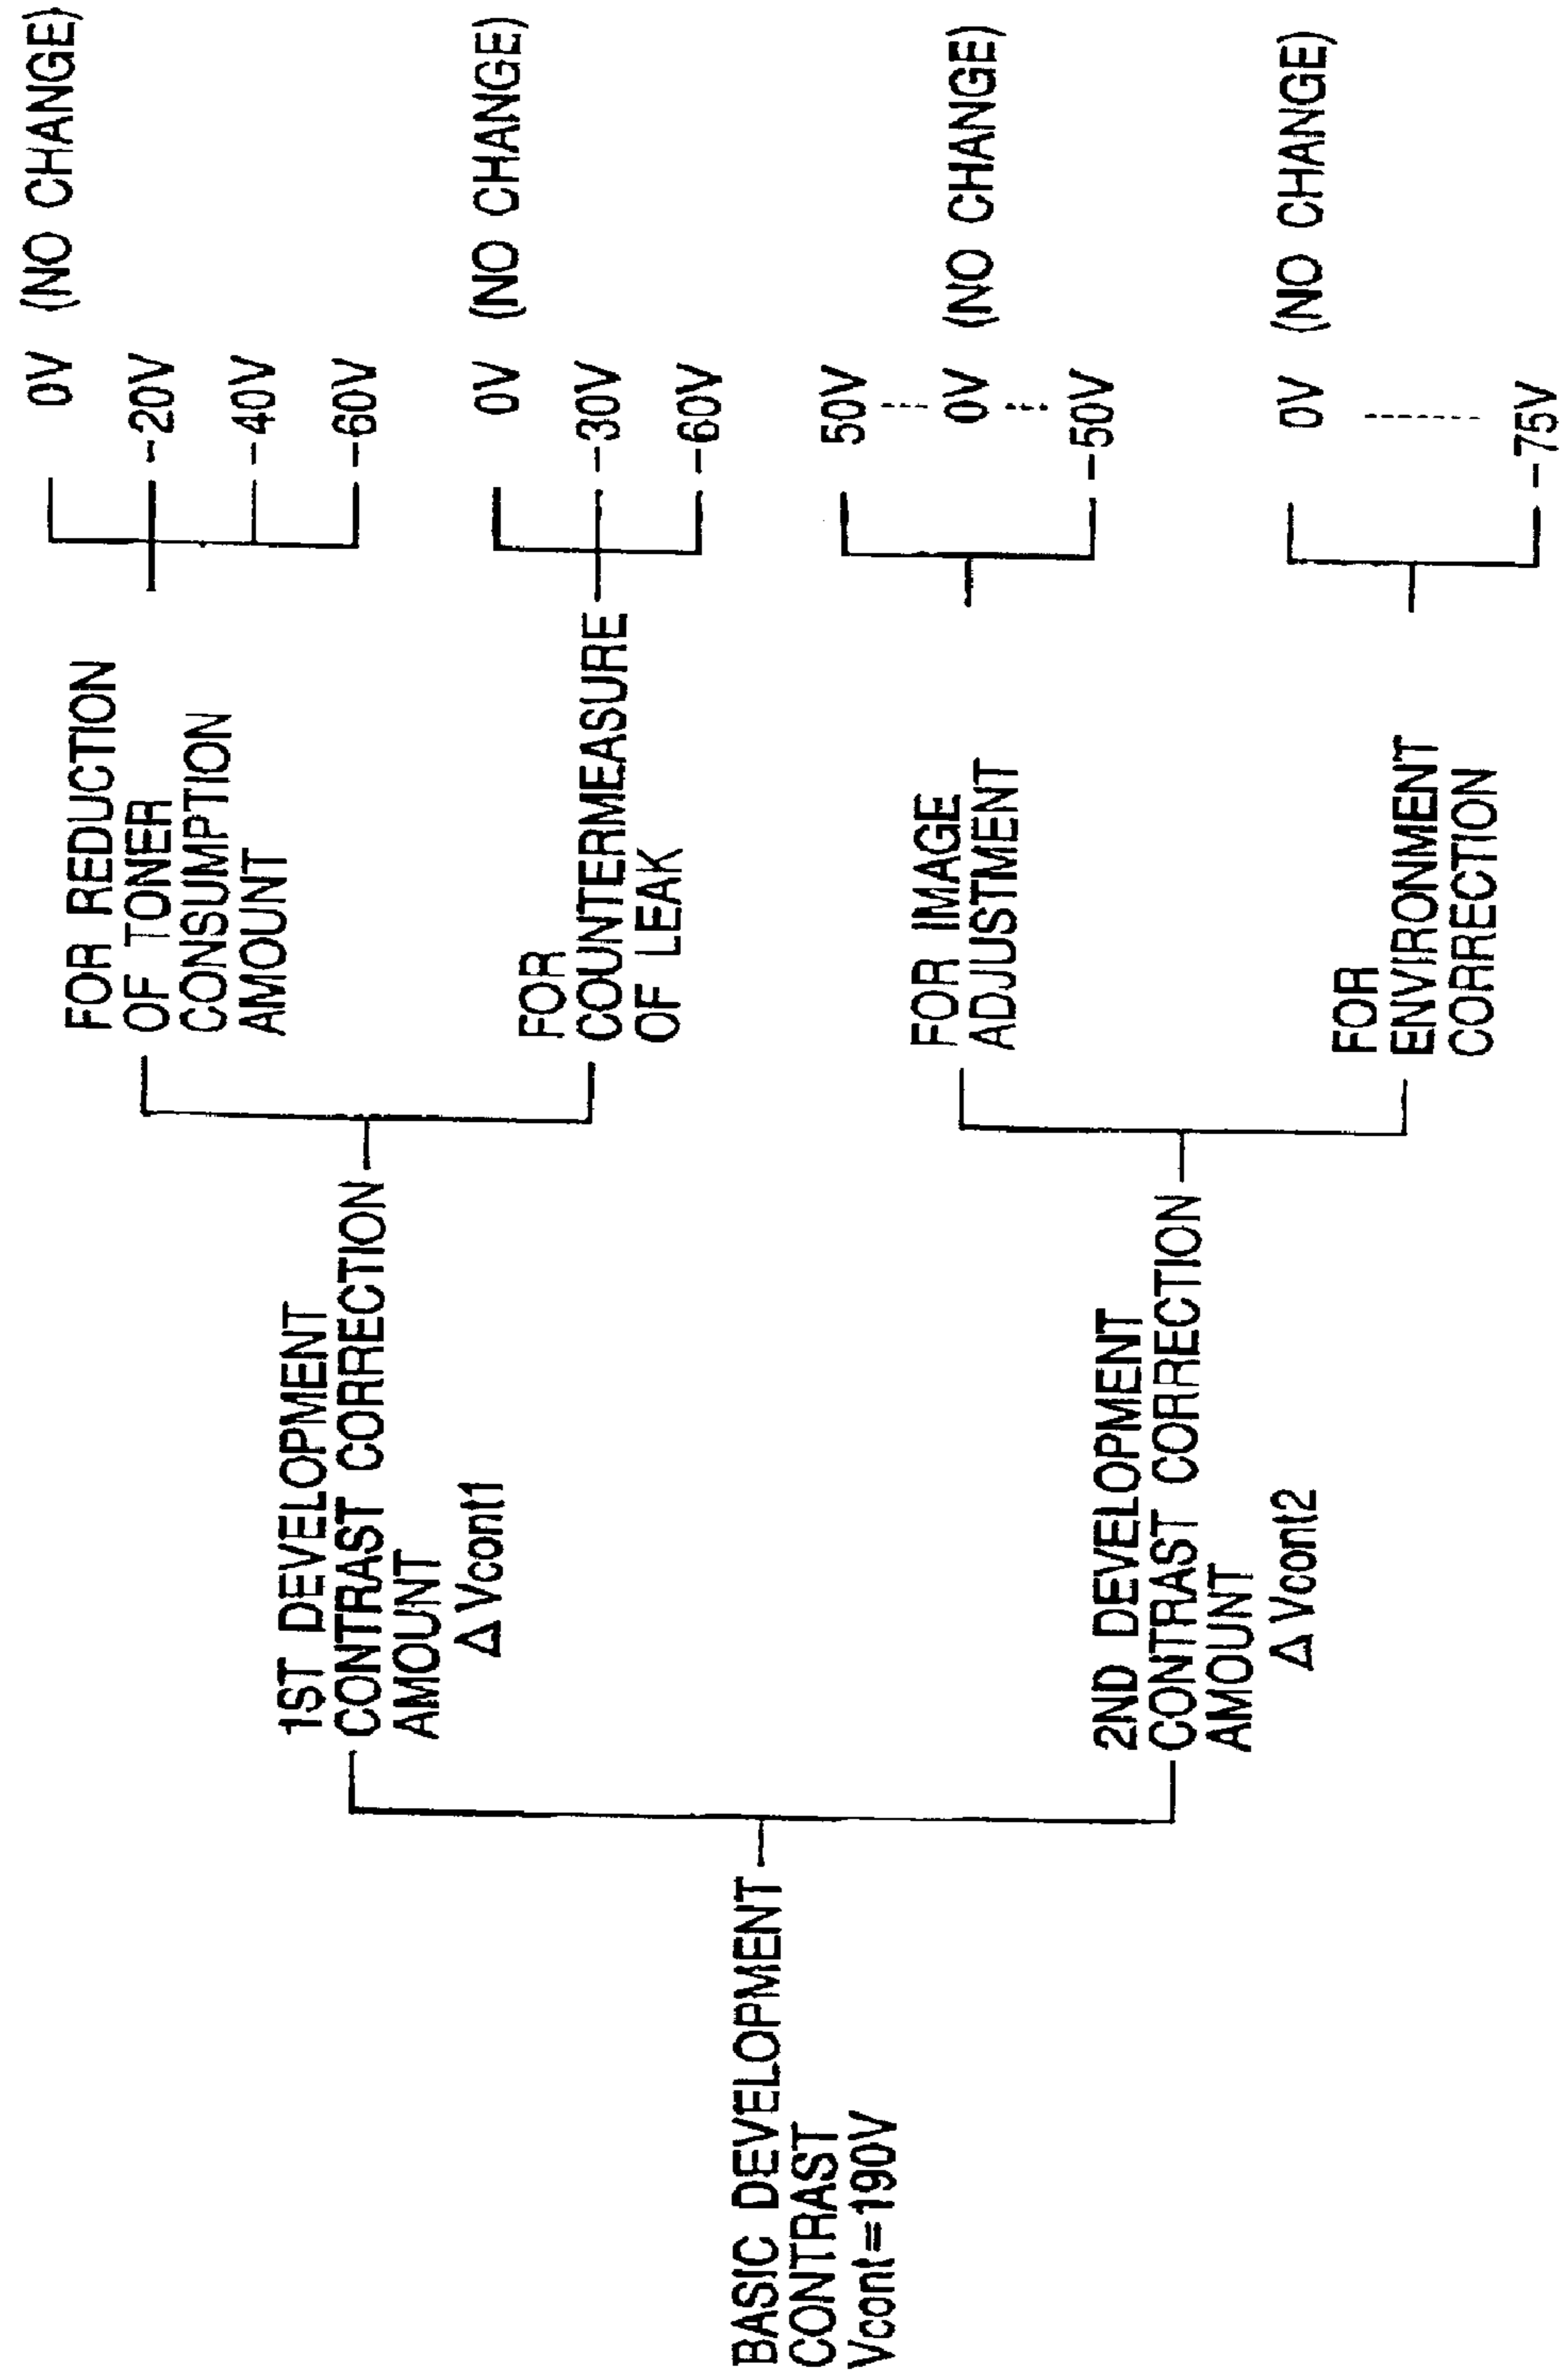 BASIC DEVELOPMENT
CONTRAST
Vcont=190V
1ST DEVELOPMENT
CONTRAST CORRECTION
AMOUNT
ΔVcont1
FOR REDUCTION
OF TONER
CONSUMPTION
AMOUNT
0V (NO CHANGE)
-20V
-40V
-60V
FOR
COUNTERMEASURE
OF LEAK
0V (NO CHANGE)
-30V
-60V
2ND DEVELOPMENT
CONTRAST CORRECTION
AMOUNT
ΔVcont2
FOR IMAGE
ADJUSTMENT
50V
0V (NO CHANGE)
-50V
FOR
ENVIRONMENT
CORRECTION
0V (NO CHANGE)
-75V